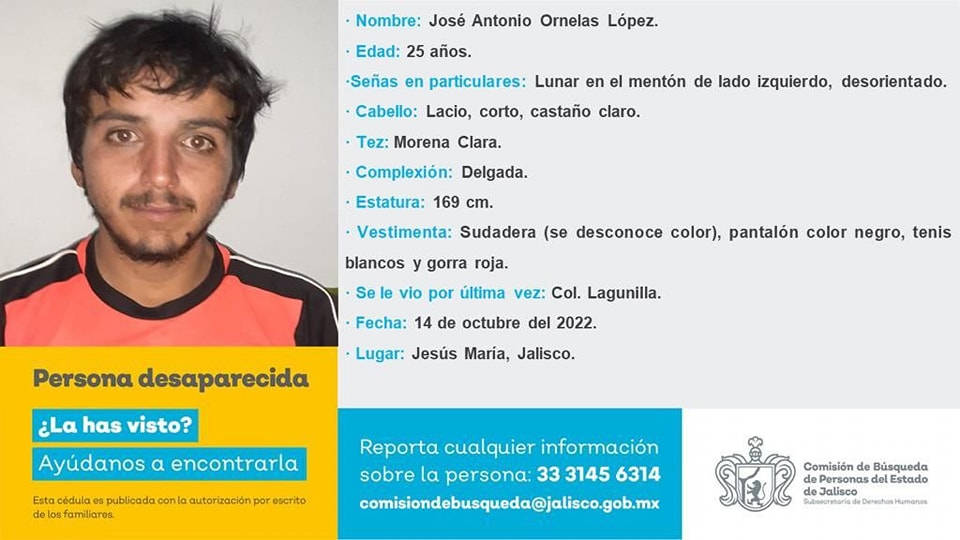 · Nombre: José Antonio Ornelas López.
· Edad: 25 años.
·Señas en particulares: Lunar en el mentón de lado izquierdo, desorientado.
· Cabello: Lacio, corto, castaño claro.
· Tez: Morena Clara.
· Complexión: Delgada.
· Estatura: 169 cm.
· Vestimenta: Sudadera (se desconoce color), pantalón color negro, tenis
blancos y gorra roja.
· Se le vio por última vez: Col. Lagunilla.
· Fecha: 14 de octubre del 2022.
· Lugar: Jesús María, Jalisco.
Persona desaparecida
¿La has visto?
Ayúdanos a encontrarla
Esta cédula es publicada con la autorización por escrito
de los familiares.
Reporta cualquier información
sobre la persona: 33 3145 6314
comisiondebusqueda@jalisco.gob.mx
Comisión de Búsqueda
de Personas del Estado
de Jalisco
Subsecretaría de Derechos Humanos